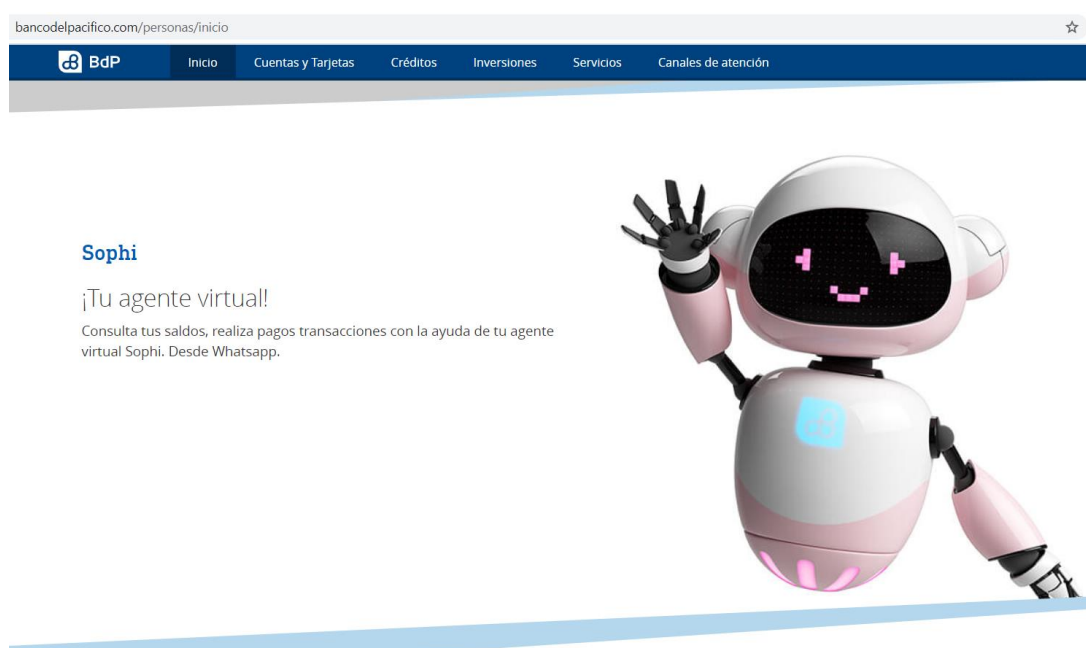 bancodelpacifico.com/personas/inicio
BdP Inicio Cuentas y Tarjetas Créditos Inversiones Servicios Canales de atención
Sophi
¡Tu agente virtual!
Consulta tus saldos, realiza pagos transacciones con la ayuda de tu agente
virtual Sophi. Desde Whatsapp.